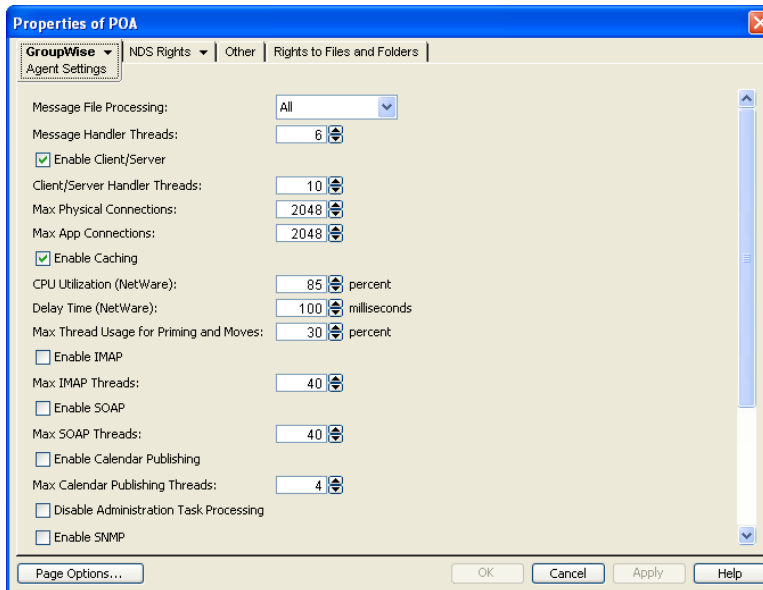 Properties of POA
GroupWise NDS Rights Other Rights to Files and Folders
Agent Settings
Message File Processing: All
Message Handler Threads: 6
Enable Client/Server
Client/Server Handler Threads: 10
Max Physical Connections: 2048
Max App Connections: 2048
Enable Caching
CPU Utilization (NetWare): 85 percent
Delay Time (NetWare): 100 milliseconds
Max Thread Usage for Priming and Moves: 30 percent
Enable IMAP
Max IMAP Threads: 40
Enable SOAP
Max SOAP Threads: 40
Enable Calendar Publishing
Max Calendar Publishing Threads: 4
Disable Administration Task Processing
Enable SNMP
Page Options... OK Cancel Apply Help